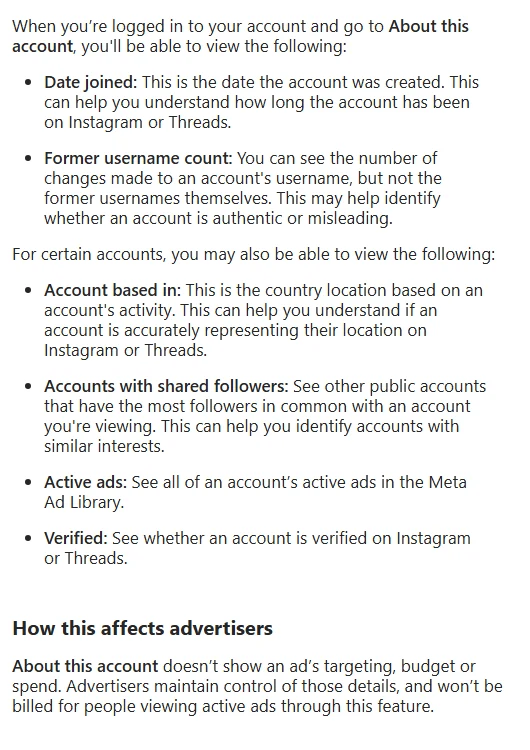 When you’re logged in to your account and go to About this
account, you'll be able to view the following:
• Date joined: This is the date the account was created. This
can help you understand how long the account has been
on Instagram or Threads.
• Former username count: You can see the number of
changes made to an account's username, but not the
former usernames themselves. This may help identify
whether an account is authentic or misleading.
For certain accounts, you may also be able to view the following:
• Account based in: This is the country location based on an
account's activity. This can help you understand if an
account is accurately representing their location on
Instagram or Threads.
• Accounts with shared followers: See other public accounts
that have the most followers in common with an account
you're viewing. This can help you identify accounts with
similar interests.
• Active ads: See all of an account’s active ads in the Meta
Ad Library.
• Verified: See whether an account is verified on Instagram
or Threads.
How this affects advertisers
About this account doesn’t show an ad’s targeting, budget or
spend. Advertisers maintain control of those details, and won’t be
billed for people viewing active ads through this feature.